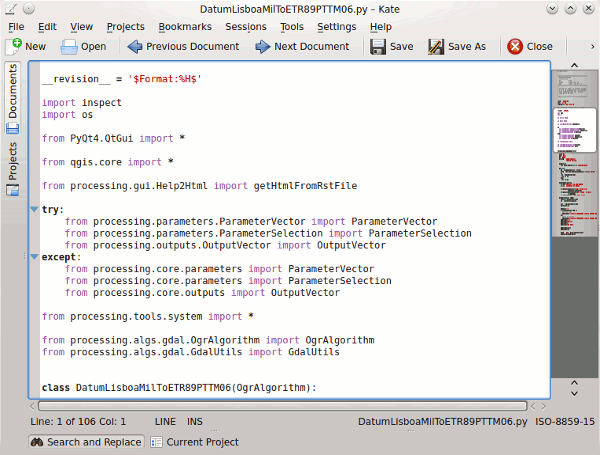 DatumLisboaMilToETR89PTTM06.py – Kate
File Edit View Projects Bookmarks Sessions Tools Settings Help
New Open Previous Document Next Document Save Save As Close
Documents
Projects
__revision__ = '$Format:%H$'
import inspect
import os
from PyQt4.QtGui import *
from qgis.core import *
from processing.gui.Help2Html import getHtmlFromRstFile
try:
from processing.parameters.ParameterVector import ParameterVector
from processing.parameters.ParameterSelection import ParameterSelection
from processing.outputs.OutputVector import OutputVector
except:
from processing.core.parameters import ParameterVector
from processing.core.parameters import ParameterSelection
from processing.core.outputs import OutputVector
from processing.tools.system import *
from processing.algs.gdal.OgrAlgorithm import OgrAlgorithm
from processing.algs.gdal.GdalUtils import GdalUtils
class DatumLisboaMilToETR89PTTM06(OgrAlgorithm):
Line: 1 of 106 Col: 1 LINE INS DatumLisboaMilToETR89PTTM06.py ISO-8859-15
Search and Replace Current Project